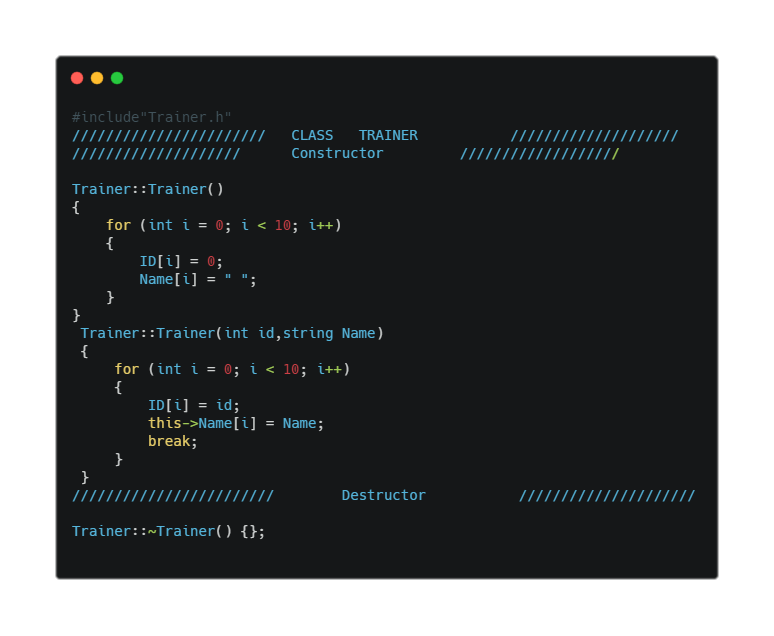 #include"Trainer.h"
///////////////////////   CLASS   TRAINER           ////////////////////
////////////////////      Constructor         ///////////////////
Trainer::Trainer()
{
    for (int i = 0; i < 10; i++)
    {
        ID[i] = 0;
        Name[i] = " ";
    }
}
 Trainer::Trainer(int id,string Name)
 {
     for (int i = 0; i < 10; i++)
     {
         ID[i] = id;
         this->Name[i] = Name;
         break;
     }
 }
////////////////////////        Destructor           /////////////////////
Trainer::~Trainer() {};